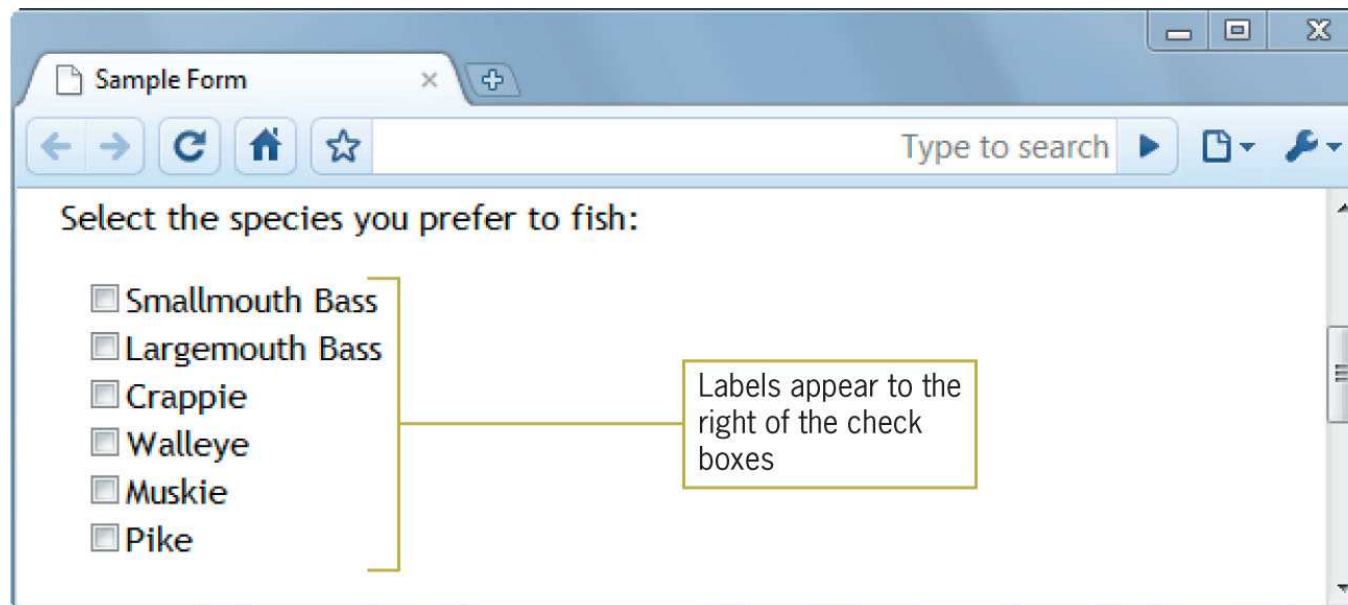 Sample Form
Type to search
Select the species you prefer to fish:
Smallmouth Bass
Largemouth Bass
Crappie
Walleye
Muskie
Pike
Labels appear to the
right of the check
boxes